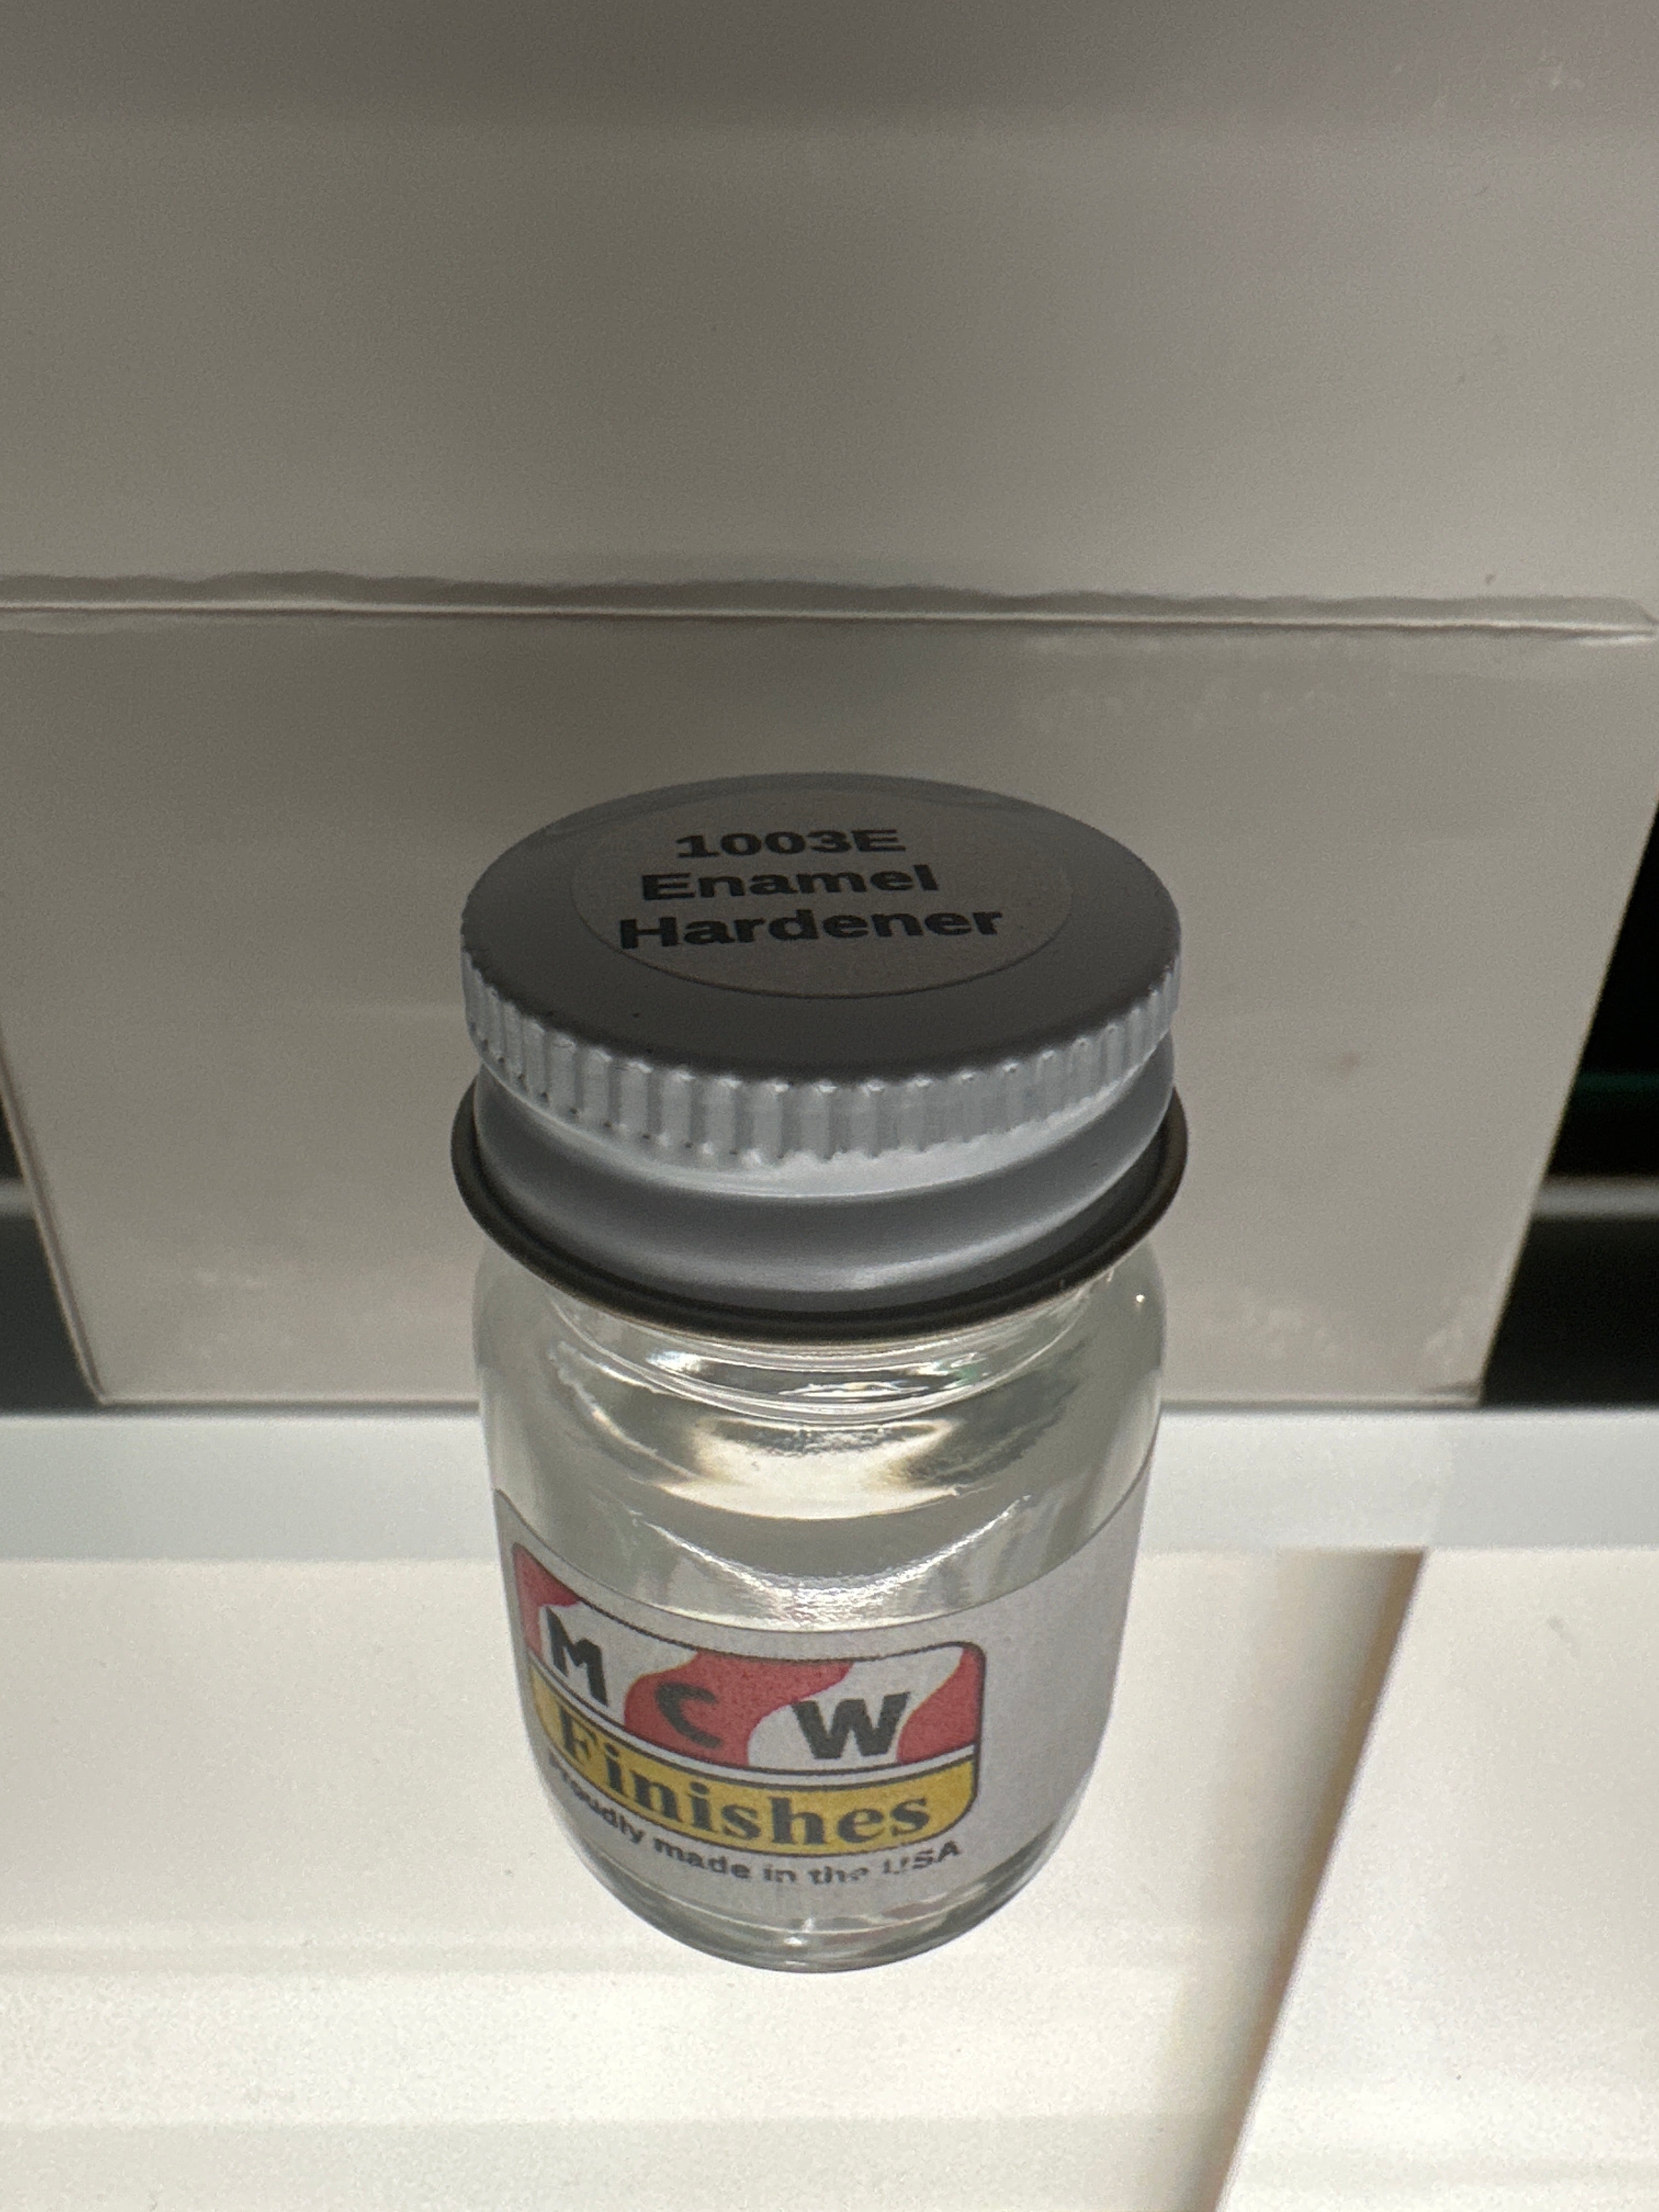 1003E
Enamel
Hardener
MCW
Finishes
Proudly made in the USA